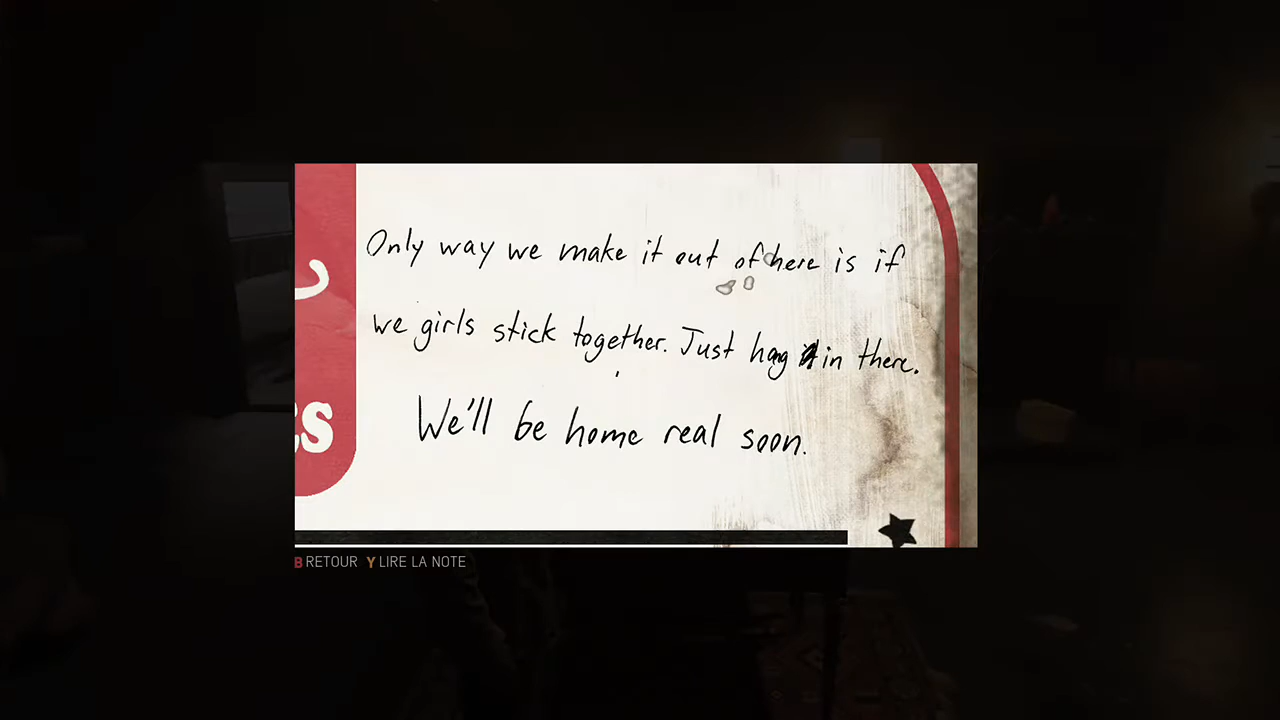 Only way we make it out of here is if
we girls stick together. Just hang in there.
We'll be home real soon.
ES
B RETOUR Y LIRE LA NOTE